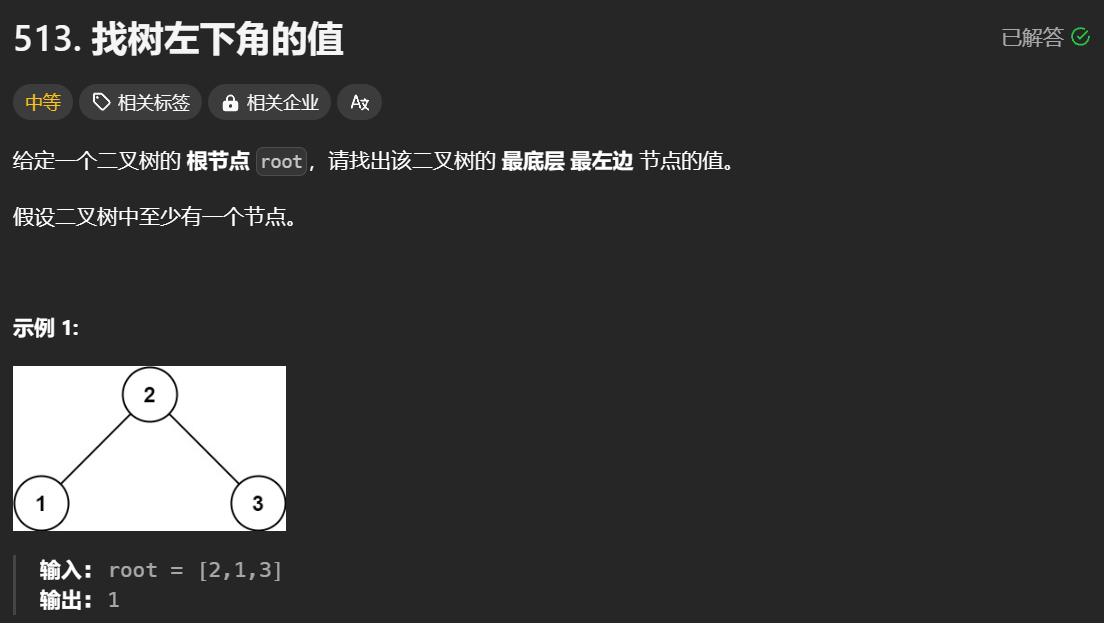 513. 找树左下角的值
已解答
中等 相关标签 相关企业 Ax
给定一个二叉树的 根节点 root，请找出该二叉树的 最底层 最左边 节点的值。
假设二叉树中至少有一个节点。
示例 1:
2
1 3
输入: root = [2,1,3]
输出: 1